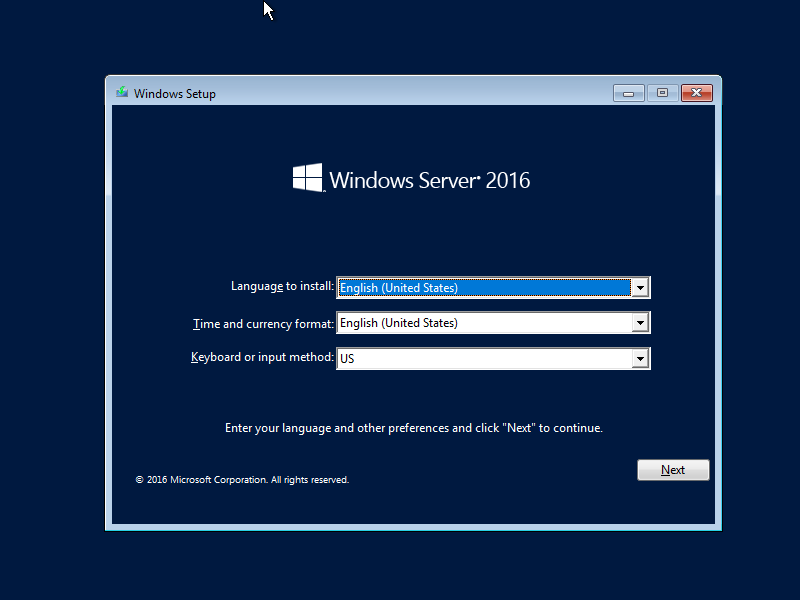 Windows Setup
Windows Server® 2016
Language to install: English (United States)
Time and currency format: English (United States)
Keyboard or input method: US
Enter your language and other preferences and click "Next" to continue.
Next
© 2016 Microsoft Corporation. All rights reserved.